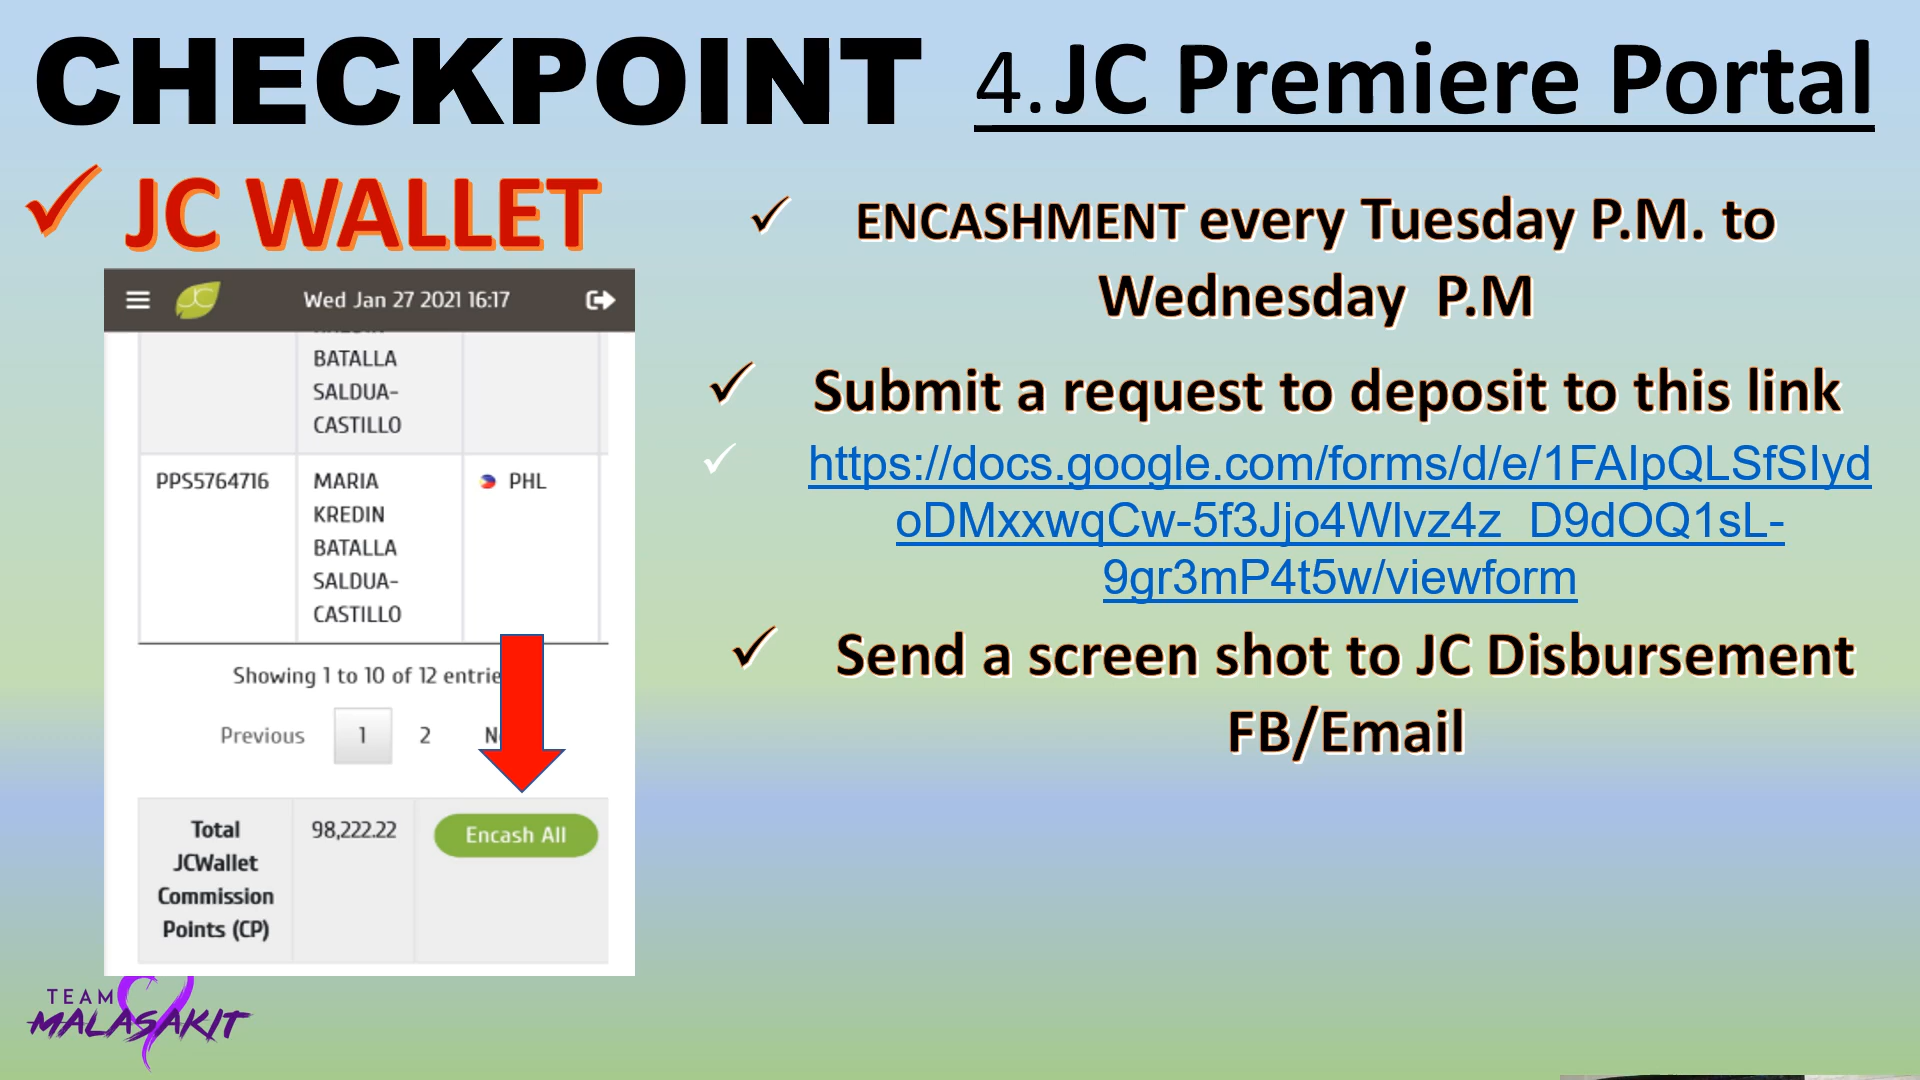 CHECKPOINT 4. JC Premiere Portal
✓ JC WALLET
Wed Jan 27 2021 16:17
BATALLA
SALDUA-
CASTILLO
PPS5764716 MARIA PHL
KREDIN
BATALLA
SALDUA-
CASTILLO
Showing 1 to 10 of 12 entrie
Previous 1 2 N
Total 98,222.22 Encash All
JCWallet
Commission
Points (CP)
TEAM
MALASAKIT
✓ ENCASHMENT every Tuesday P.M. to
Wednesday P.M
✓ Submit a request to deposit to this link
✓ https://docs.google.com/forms/d/e/1FAIpQLSfSIyd
oDMxxwqCw-5f3Jjo4Wlvz4z_D9dOQ1sL-
9gr3mP4t5w/viewform
✓ Send a screen shot to JC Disbursement
FB/Email